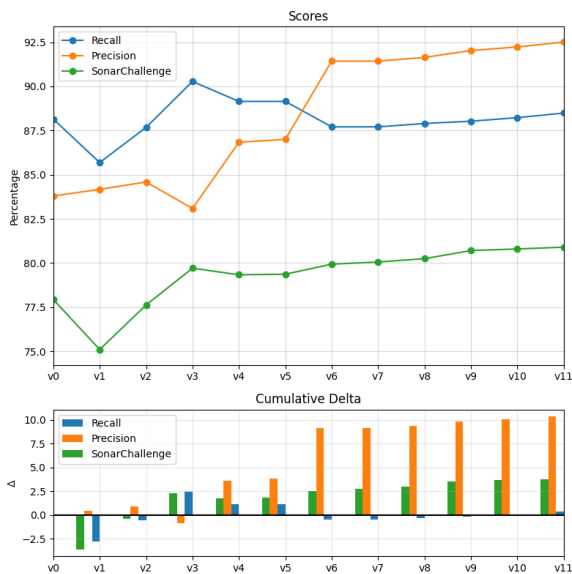 Scores
92.5
90.0
87.5
85.0
82.5
80.0
77.5
75.0
Percentage
Recall
Precision
SonarChallenge
v0 v1 v2 v3 v4 v5 v6 v7 v8 v9 v10 v11
Cumulative Delta
10.0
7.5
5.0
2.5
0.0
−2.5
Δ
Recall
Precision
SonarChallenge
v0 v1 v2 v3 v4 v5 v6 v7 v8 v9 v10 v11